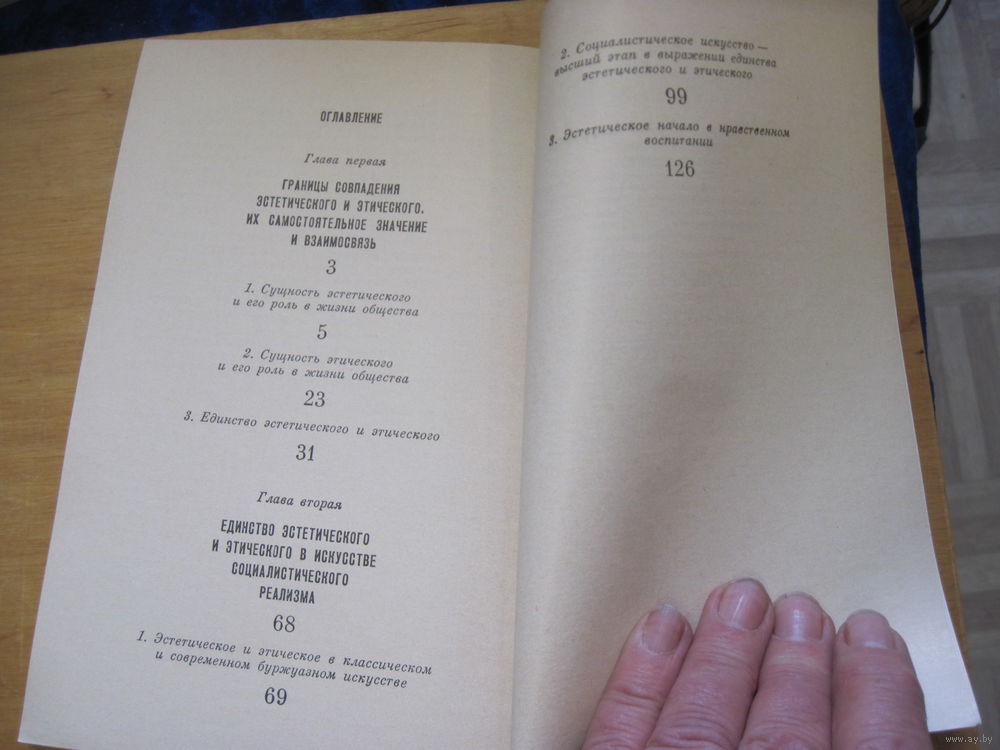 ОГЛАВЛЕНИЕ
Глава первая
ГРАНИЦЫ СОВПАДЕНИЯ
ЭСТЕТИЧЕСКОГО И ЭТИЧЕСКОГО.
ИХ САМОСТОЯТЕЛЬНОЕ ЗНАЧЕНИЕ
И ВЗАИМОСВЯЗЬ
3
1. Сущность эстетического
и его роль в жизни общества
5
2. Сущность этического
и его роль в жизни общества
23
3. Единство эстетического и этического
31
Глава вторая
ЕДИНСТВО ЭСТЕТИЧЕСКОГО
И ЭТИЧЕСКОГО В ИСКУССТВЕ
СОЦИАЛИСТИЧЕСКОГО
РЕАЛИЗМА
68
1. Эстетическое и этическое в классическом
и современном буржуазном искусстве
69
2. Социалистическое искусство —
высший этап в выражении единства
эстетического и этического
99
3. Эстетическое начало в нравственном
воспитании
126
www.ay.by